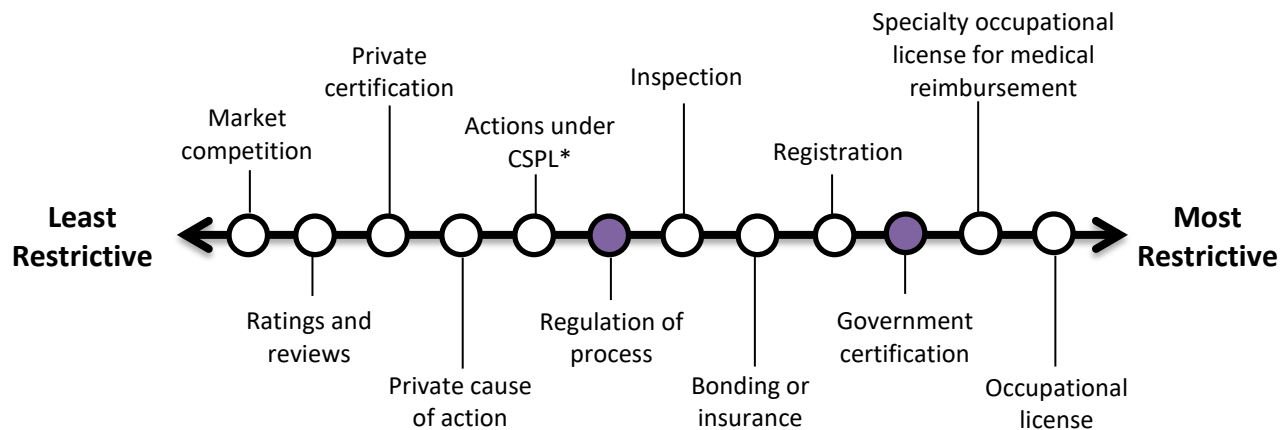 Least
Restrictive
Market
competition
Ratings and
reviews
Private
certification
Private cause
of action
Actions under
CSPL*
Regulation of
process
Inspection
Bonding or
insurance
Registration
Government
certification
Specialty occupational
license for medical
reimbursement
Occupational
license
Most
Restrictive